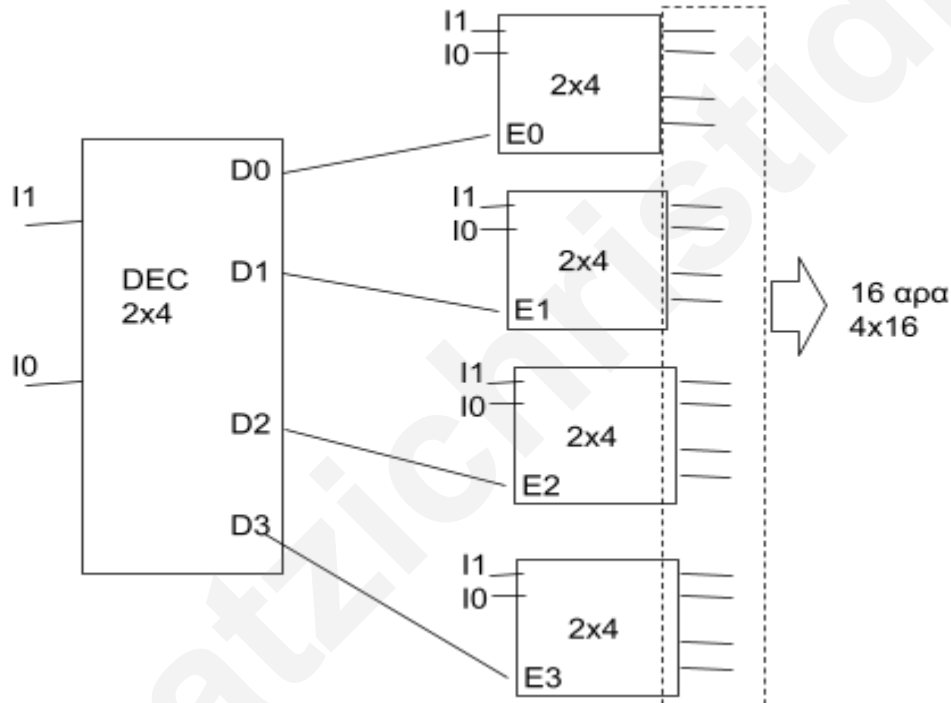 I1
I0
DEC
2x4
D0
D1
D2
D3
I1
I0
2x4
E0
I1
I0
2x4
E1
I1
I0
2x4
E2
I1
I0
2x4
E3
16 αρα
4x16
atzichristid